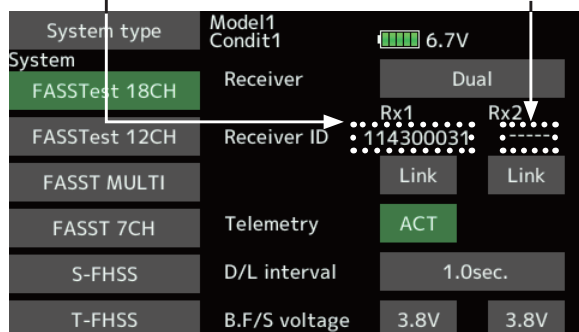 System type
Model1
Condit1
6.7V
System
FASSTest 18CH
Receiver
Dual
Rx1
Rx2
FASSTest 12CH
Receiver ID
114300031
-----
FASST MULTI
Link
Link
FASST 7CH
Telemetry
ACT
S-FHSS
D/L interval
1.0sec.
T-FHSS
B.F/S voltage
3.8V
3.8V